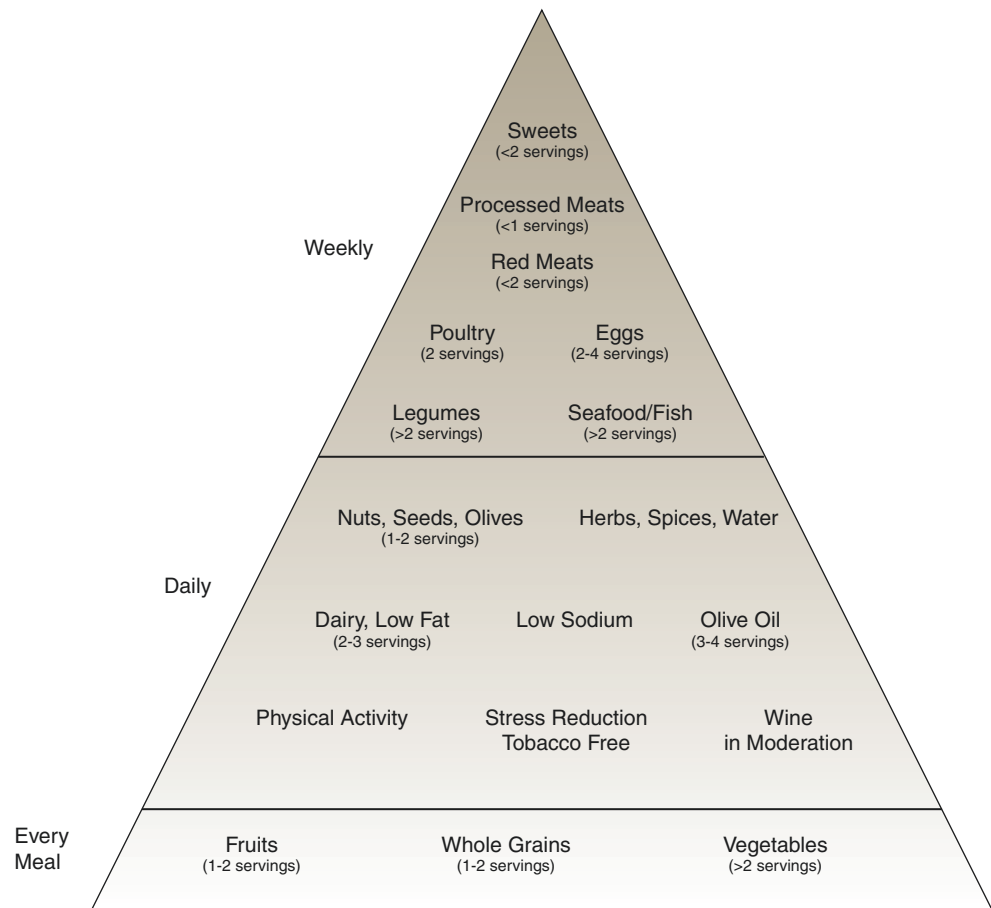 Sweets
(<2 servings)
Processed Meats
(<1 servings)
Weekly
Red Meats
(<2 servings)
Poultry
(2 servings)
Eggs
(2-4 servings)
Legumes
(>2 servings)
Seafood/Fish
(>2 servings)
Nuts, Seeds, Olives
(1-2 servings)
Herbs, Spices, Water
Daily
Dairy, Low Fat
(2-3 servings)
Low Sodium
Olive Oil
(3-4 servings)
Physical Activity
Stress Reduction
Tobacco Free
Wine
in Moderation
Every
Meal
Fruits
(1-2 servings)
Whole Grains
(1-2 servings)
Vegetables
(>2 servings)